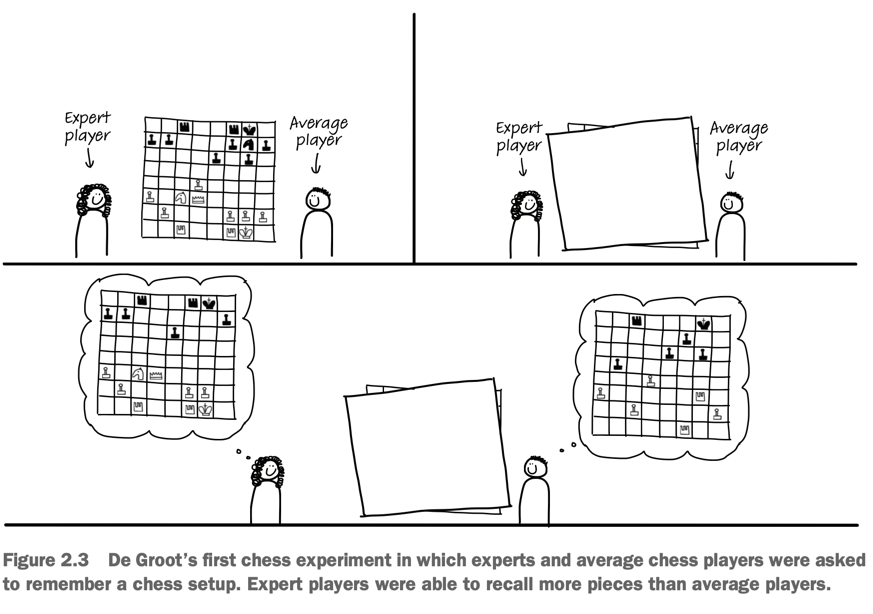 Expert
player
Average
player
Expert
player
Average
player
Figure 2.3 De Groot's first chess experiment in which experts and average chess players were asked
to remember a chess setup. Expert players were able to recall more pieces than average players.